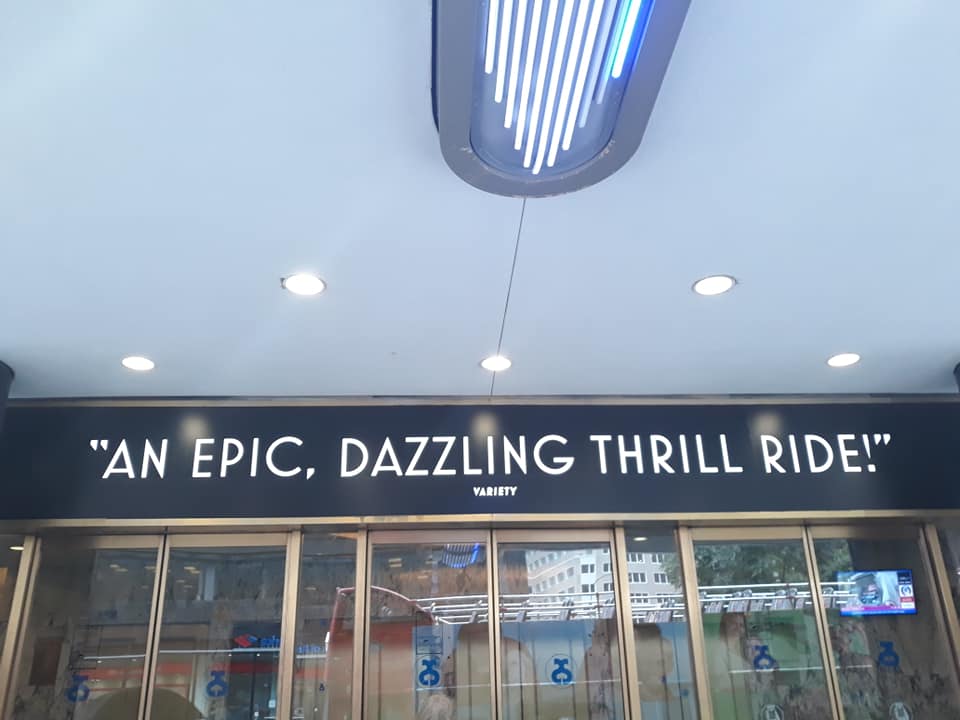 “AN EPIC, DAZZLING THRILL RIDE!”
VARIETY